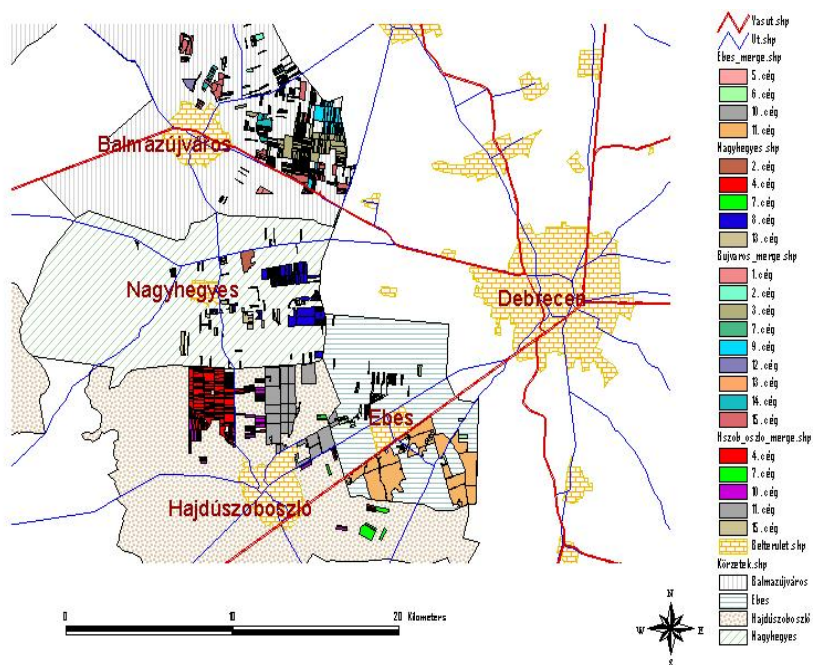 Balmazújváros
Nagyhegyes
Debrecen
Ebes
Hajdúszoboszló
0
10
20 Kilometers
N
W
E
S
Vasut.shp
Ut.shp
Ebes_merge.shp
5. cég
6. cég
10. cég
11. cég
Nagyhegyes.shp
2. cég
4. cég
7. cég
8. cég
13. cég
Bujvaros_merge.shp
1. cég
2. cég
3. cég
7. cég
9. cég
12. cég
13. cég
14. cég
15. cég
Hszob_oszlo_merge.shp
4. cég
7. cég
10. cég
11. cég
15. cég
Belterulet.shp
Körzetek.shp
Balmazújváros
Ebes
Hajdúszoboszló
Nagyhegyes